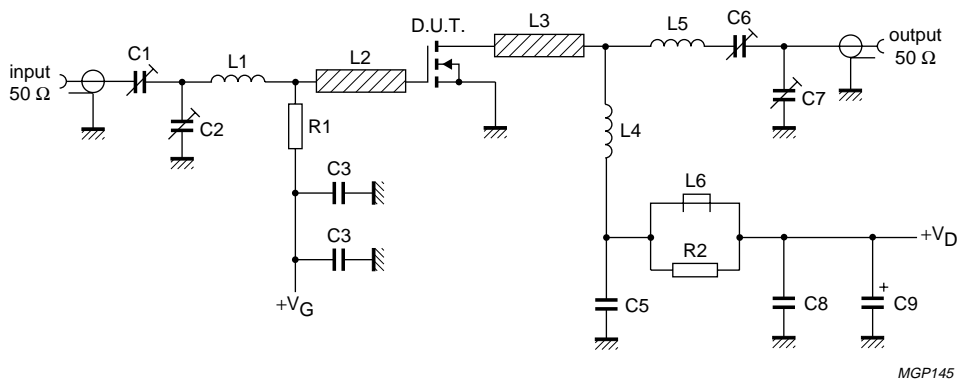 D.U.T.
L3
L5
C6
output
50 Ω
input
50 Ω
C1
L1
L2
C2
R1
C7
L4
C3
C3
L6
R2
+VD
+VG
C5
C8
+
C9
MGP145